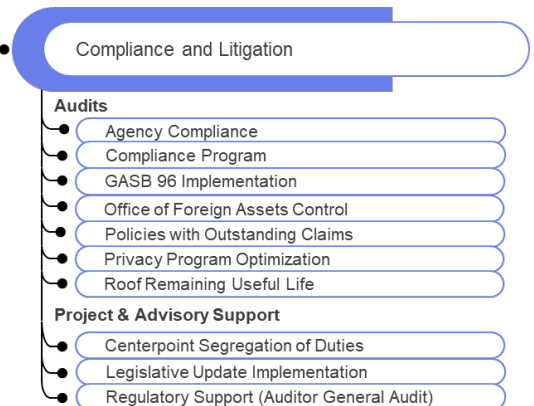 Compliance and Litigation
Audits
Agency Compliance
Compliance Program
GASB 96 Implementation
Office of Foreign Assets Control
Policies with Outstanding Claims
Privacy Program Optimization
Roof Remaining Useful Life
Project & Advisory Support
Centerpoint Segregation of Duties
Legislative Update Implementation
Regulatory Support (Auditor General Audit)